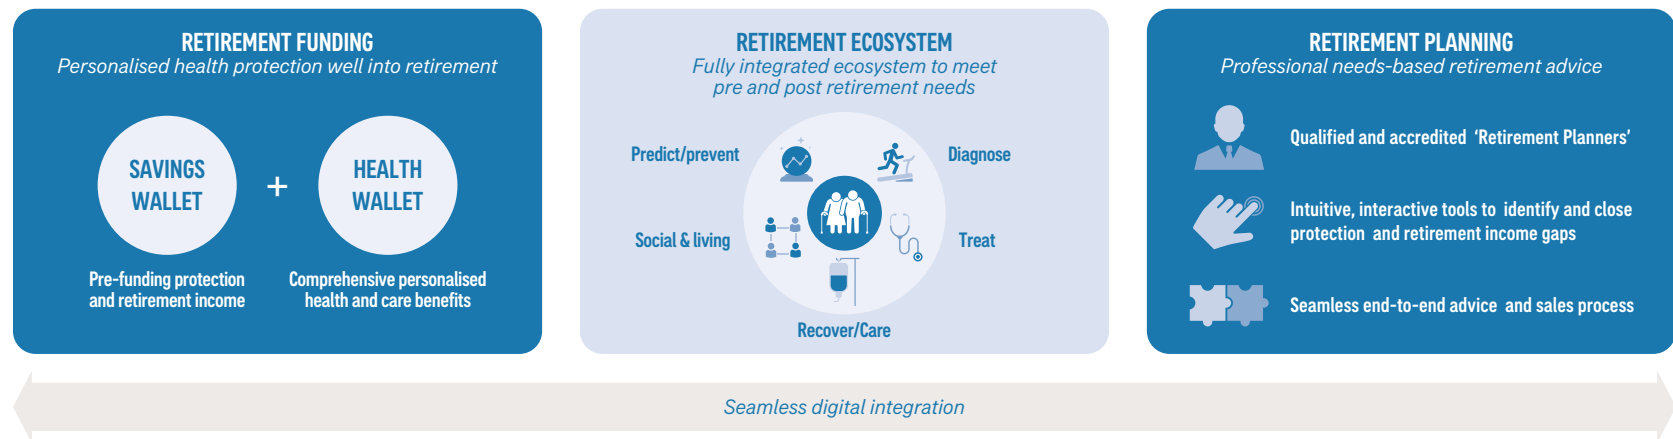 RETIREMENT FUNDING
Personalised health protection well into retirement
SAVINGS
WALLET
+
HEALTH
WALLET
Pre-funding protection
and retirement income
Comprehensive personalised
health and care benefits
RETIREMENT ECOSYSTEM
Fully integrated ecosystem to meet
pre and post retirement needs
Predict/prevent
Diagnose
Social & living
Treat
Recover/Care
RETIREMENT PLANNING
Professional needs-based retirement advice
Qualified and accredited ‘Retirement Planners’
Intuitive, interactive tools to identify and close
protection and retirement income gaps
Seamless end-to-end advice and sales process
Seamless digital integration